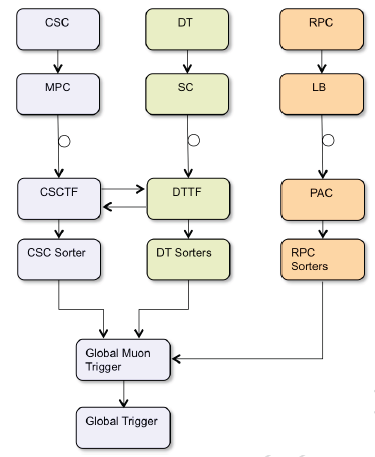 CSC
DT
RPC
MPC
SC
LB
CSCTF
DTTF
PAC
CSC Sorter
DT Sorters
RPC
Sorters
Global Muon
Trigger
Global Trigger